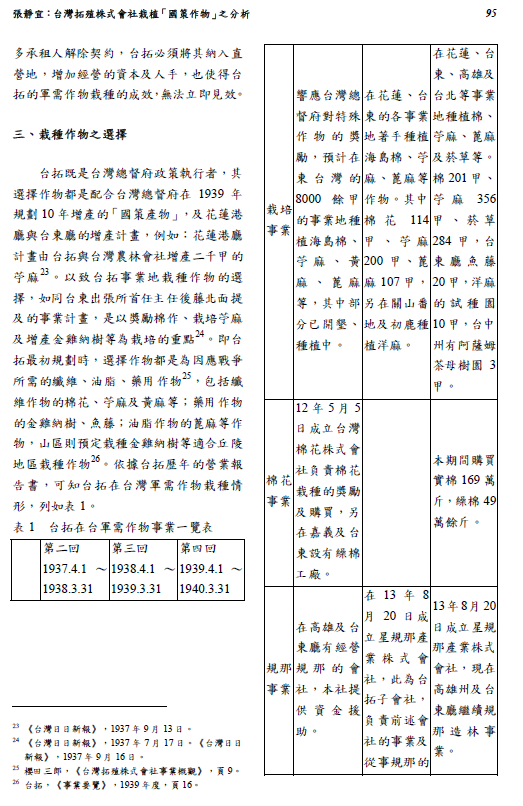 張靜宜：台灣拓殖株式會社栽植「國策作物」之分析
95
多承租人解除契約，台拓必須將其納入直
營地，增加經營的資本及人手，也使得台
拓的軍需作物栽種的成效，無法立即見效。
三、栽種作物之選擇
台拓既是台灣總督府政策執行者，其
選擇作物都是配合台灣總督府在 1939 年
規劃 10 年增產的「國策產物」，及花蓮港
廳與台東廳的增產計畫，例如：花蓮港廳
計畫由台拓與台灣農林會社增產二千甲的
苧麻23。以致台拓事業地栽種作物的選
擇，如同台東出張所首任主任後藤北面提
及的事業計畫，是以獎勵棉作、栽培苧麻
及增產金雞納樹等為栽培的重點24。即台
拓最初規劃時，選擇作物都是為因應戰爭
所需的纖維、油脂、藥用作物25，包括纖
維作物的棉花、苧麻及黃麻等；藥用作物
的金雞納樹、魚藤；油脂作物的蓖麻等作
物，山區則預定栽種金雞納樹等適合丘陵
地區栽種作物26。依據台拓歷年的營業報
告書，可知台拓在台灣軍需作物栽種情
形，列如表 1。
表 1　台拓在台軍需作物事業一覽表
第二回
1937.4.1 ～
1938.3.31
第三回
1938.4.1 ～
1939.3.31
第四回
1939.4.1 ～
1940.3.31
栽培
事業
響應台灣總
督府對特殊
作物的獎
勵，預計在
東台灣的
8000 餘甲
的事業地種
植海島棉、
苧麻、黃
麻、蓖麻
等，其中部
分已開墾、
種植中。
在花蓮、台
東的各事業
地著手種植
海島棉、苧
麻、蓖麻等
作物。其中
棉花 114
甲、苧麻
200 甲、蓖
麻 107 甲，
另在關山番
地及初鹿種
植洋麻。
在花蓮、台
東、高雄及
台北等事業
地種植棉、
苧麻、蓖麻
及菸草等。
棉 201 甲、
苧麻 356
甲、菸草
284 甲，台
東廳魚藤
20 甲，洋麻
的試種園
10 甲，台中
州有阿薩姆
茶母樹園 3
甲。
棉花
事業
12 年 5 月 5
日成立台灣
棉花株式會
社負責棉花
栽種的獎勵
及購買，另
在嘉義及台
東設有繰棉
工廠。
本期間購買
實棉 169 萬
斤，繰棉 49
萬餘斤。
規那
事業
在高雄及台
東廳有經營
規那的會
社，本社提
供資金援
助。
在 13 年 8
月 20 日成
立星規那產
業株式會
社，此為台
拓子會社，
負責前述會
社的事業及
從事規那的
13 年 8 月 20
日成立星規
那產業株式
會社，現在
高雄州及台
東廳繼續規
那造林事
業。
23 《台灣日日新報》，1937 年 9 月 13 日。
24 《台灣日日新報》，1937 年 7 月 17 日。《台灣日日
新報》，1937 年 9 月 16 日。
25 櫻田三郎，《台灣拓殖株式會社事業概觀》，頁 9。
26 台拓，《事業要覽》，1939 年度，頁 16。